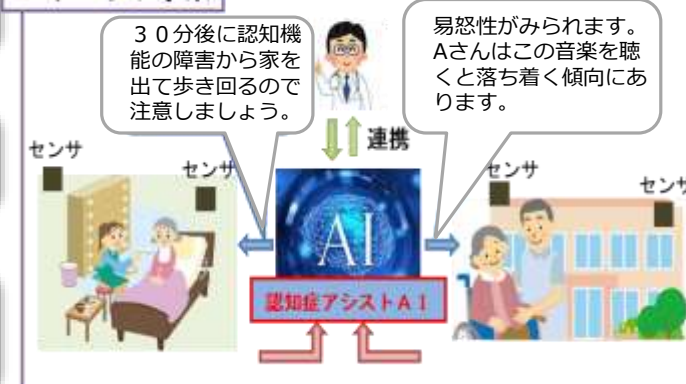 ３０分後に認知機
能の障害から家を
出て歩き回るので
注意しましょう。
易怒性がみられます。
Aさんはこの音楽を聴
くと落ち着く傾向にあ
ります。
連携
センサ
センサ
センサ
センサ
AI
認知症アシストＡＩ